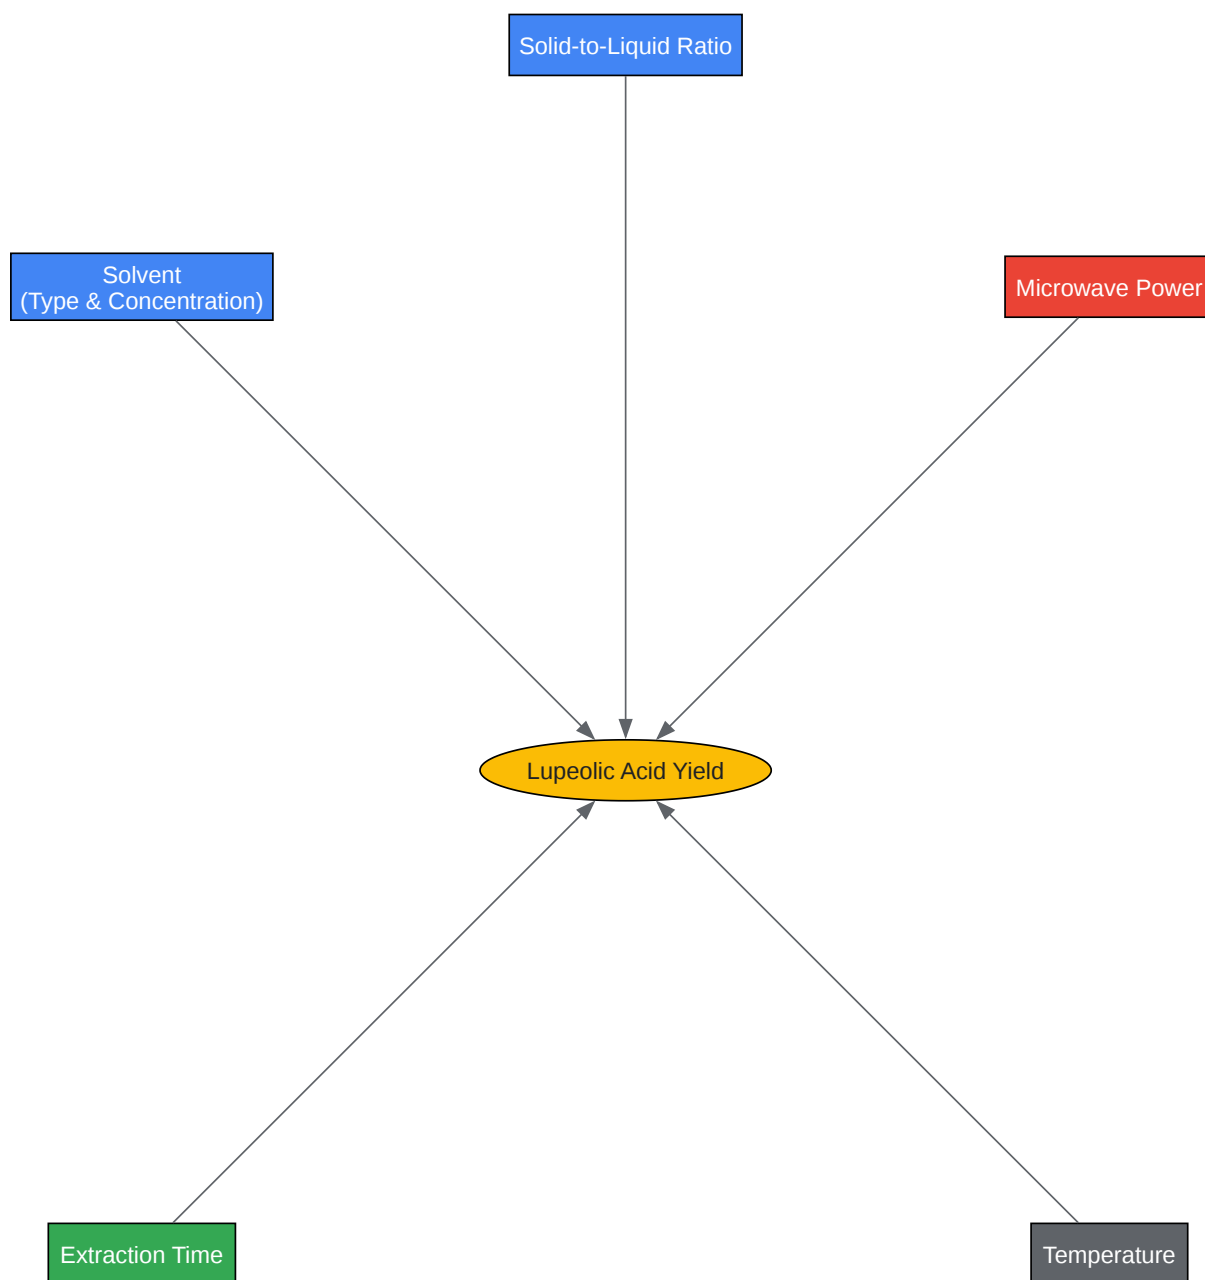 Solid-to-Liquid Ratio
Solvent
(Type & Concentration)
Microwave Power
Lupeolic Acid Yield
Extraction Time
Temperature